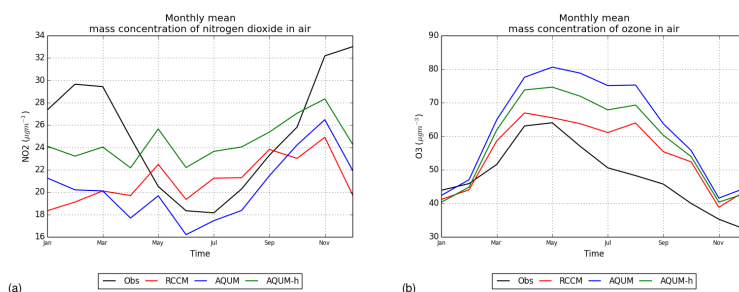 Monthly mean
mass concentration of nitrogen dioxide in air
34
32
30
28
26
24
22
20
18
16
NO2 (μgm⁻³)
Jan Mar May Jul Sep Nov
Time
(a)
Obs RCCM AQUM AQUM-h
Monthly mean
mass concentration of ozone in air
90
80
70
60
50
40
30
O3 (μgm⁻³)
Jan Mar May Jul Sep Nov
Time
(b)
Obs RCCM AQUM AQUM-h